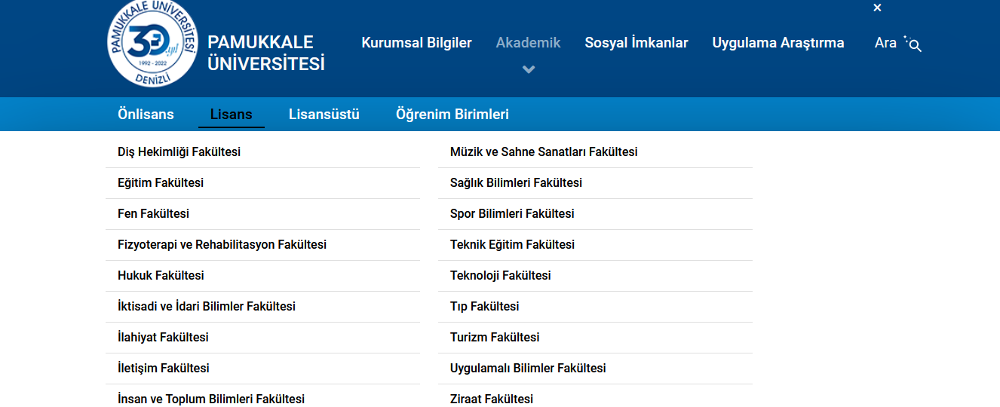 PAMUKKALE ÜNİVERSİTESİ
30.yıl
1992 - 2022
DENİZLİ
PAMUKKALE
ÜNİVERSİTESİ
Kurumsal Bilgiler
Akademik
Sosyal İmkanlar
Uygulama Araştırma
Ara
×
Önlisans
Lisans
Lisansüstü
Öğrenim Birimleri
Diş Hekimliği Fakültesi
Eğitim Fakültesi
Fen Fakültesi
Fizyoterapi ve Rehabilitasyon Fakültesi
Hukuk Fakültesi
İktisadi ve İdari Bilimler Fakültesi
İlahiyat Fakültesi
İletişim Fakültesi
İnsan ve Toplum Bilimleri Fakültesi
Müzik ve Sahne Sanatları Fakültesi
Sağlık Bilimleri Fakültesi
Spor Bilimleri Fakültesi
Teknik Eğitim Fakültesi
Teknoloji Fakültesi
Tıp Fakültesi
Turizm Fakültesi
Uygulamalı Bilimler Fakültesi
Ziraat Fakültesi